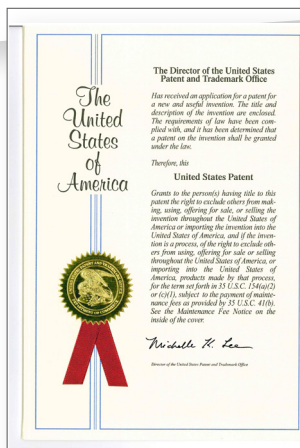 The
United
States
of
America
The Director of the United States
Patent and Trademark Office
Has received an application for a patent for
a new and useful invention. The title and
description of the invention are enclosed.
The requirements of law have been com-
plied with, and it has been determined that
a patent on the invention shall be granted
under the law.
Therefore, this
United States Patent
Grants to the person(s) having title to this
patent the right to exclude others from mak-
ing, using, offering for sale, or selling the
invention throughout the United States of
America or importing the invention into the
United States of America, and if the inven-
tion is a process, of the right to exclude oth-
ers from using, offering for sale or selling
throughout the United States of America, or
importing into the United States of
America, products made by that process,
for the term set forth in 35 U.S.C. 154(a)(2)
or (c)(1), subject to the payment of mainte-
nance fees as provided by 35 U.S.C. 41(b).
See the Maintenance Fee Notice on the
inside of the cover.
Michelle K. Lee
Director of the United States Patent and Trademark Office